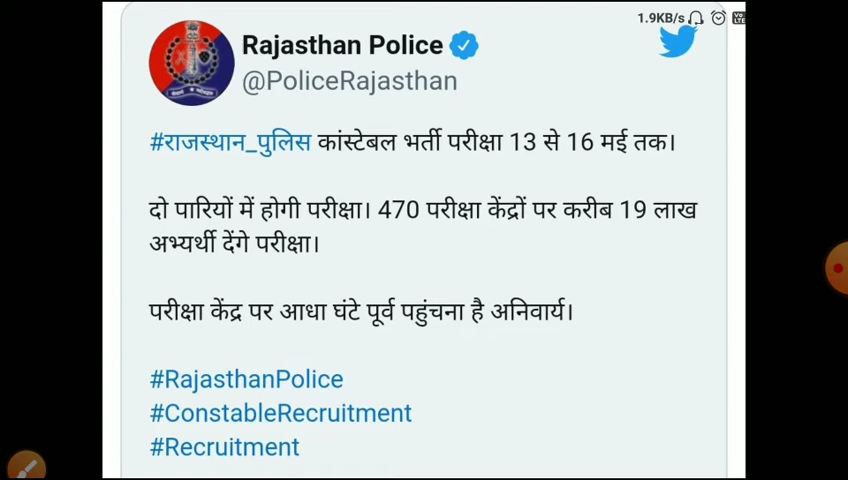 1.9KB/s
Rajasthan Police
@PoliceRajasthan
#राजस्थान_पुलिस कांस्टेबल भर्ती परीक्षा 13 से 16 मई तक।
दो पारियों में होगी परीक्षा। 470 परीक्षा केंद्रों पर करीब 19 लाख
अभ्यर्थी देंगे परीक्षा।
परीक्षा केंद्र पर आधा घंटे पूर्व पहुंचना है अनिवार्य।
#RajasthanPolice
#ConstableRecruitment
#Recruitment